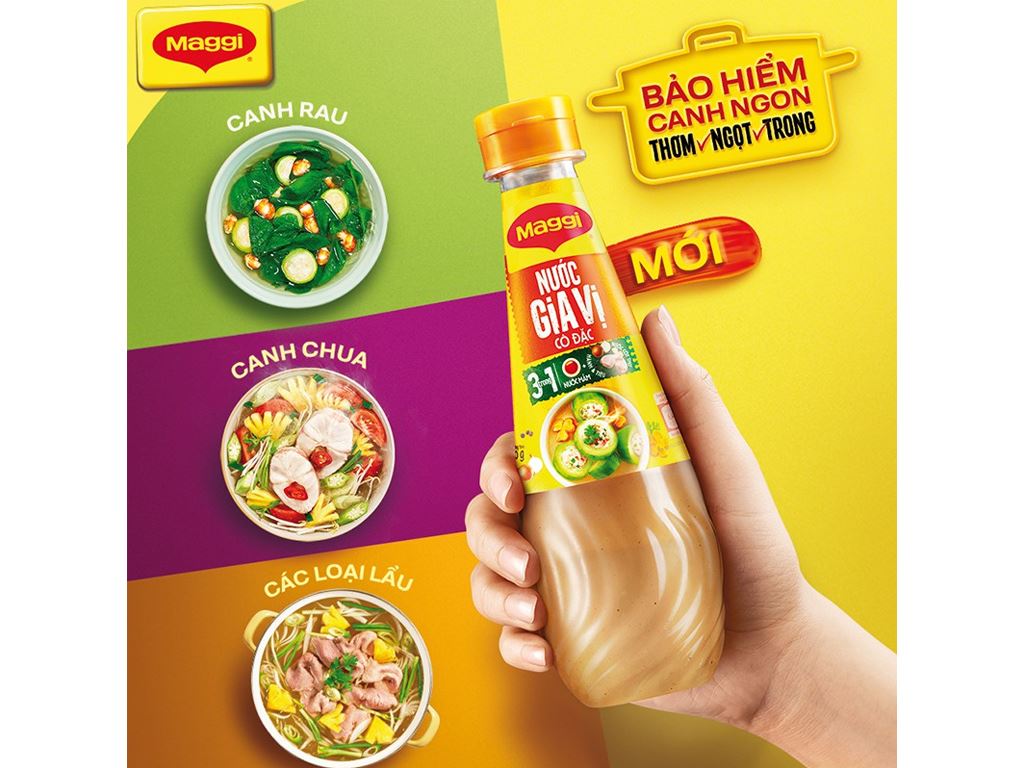 Maggi
CANH RAU
CANH CHUA
CÁC LOẠI LẨU
BẢO HIỂM
CANH NGON
THƠM✓NGỌT✓TRONG
MỚI
Maggi
NƯỚC
GIA VỊ
CÔ ĐẶC
3 TRONG 1
NƯỚC MẮM